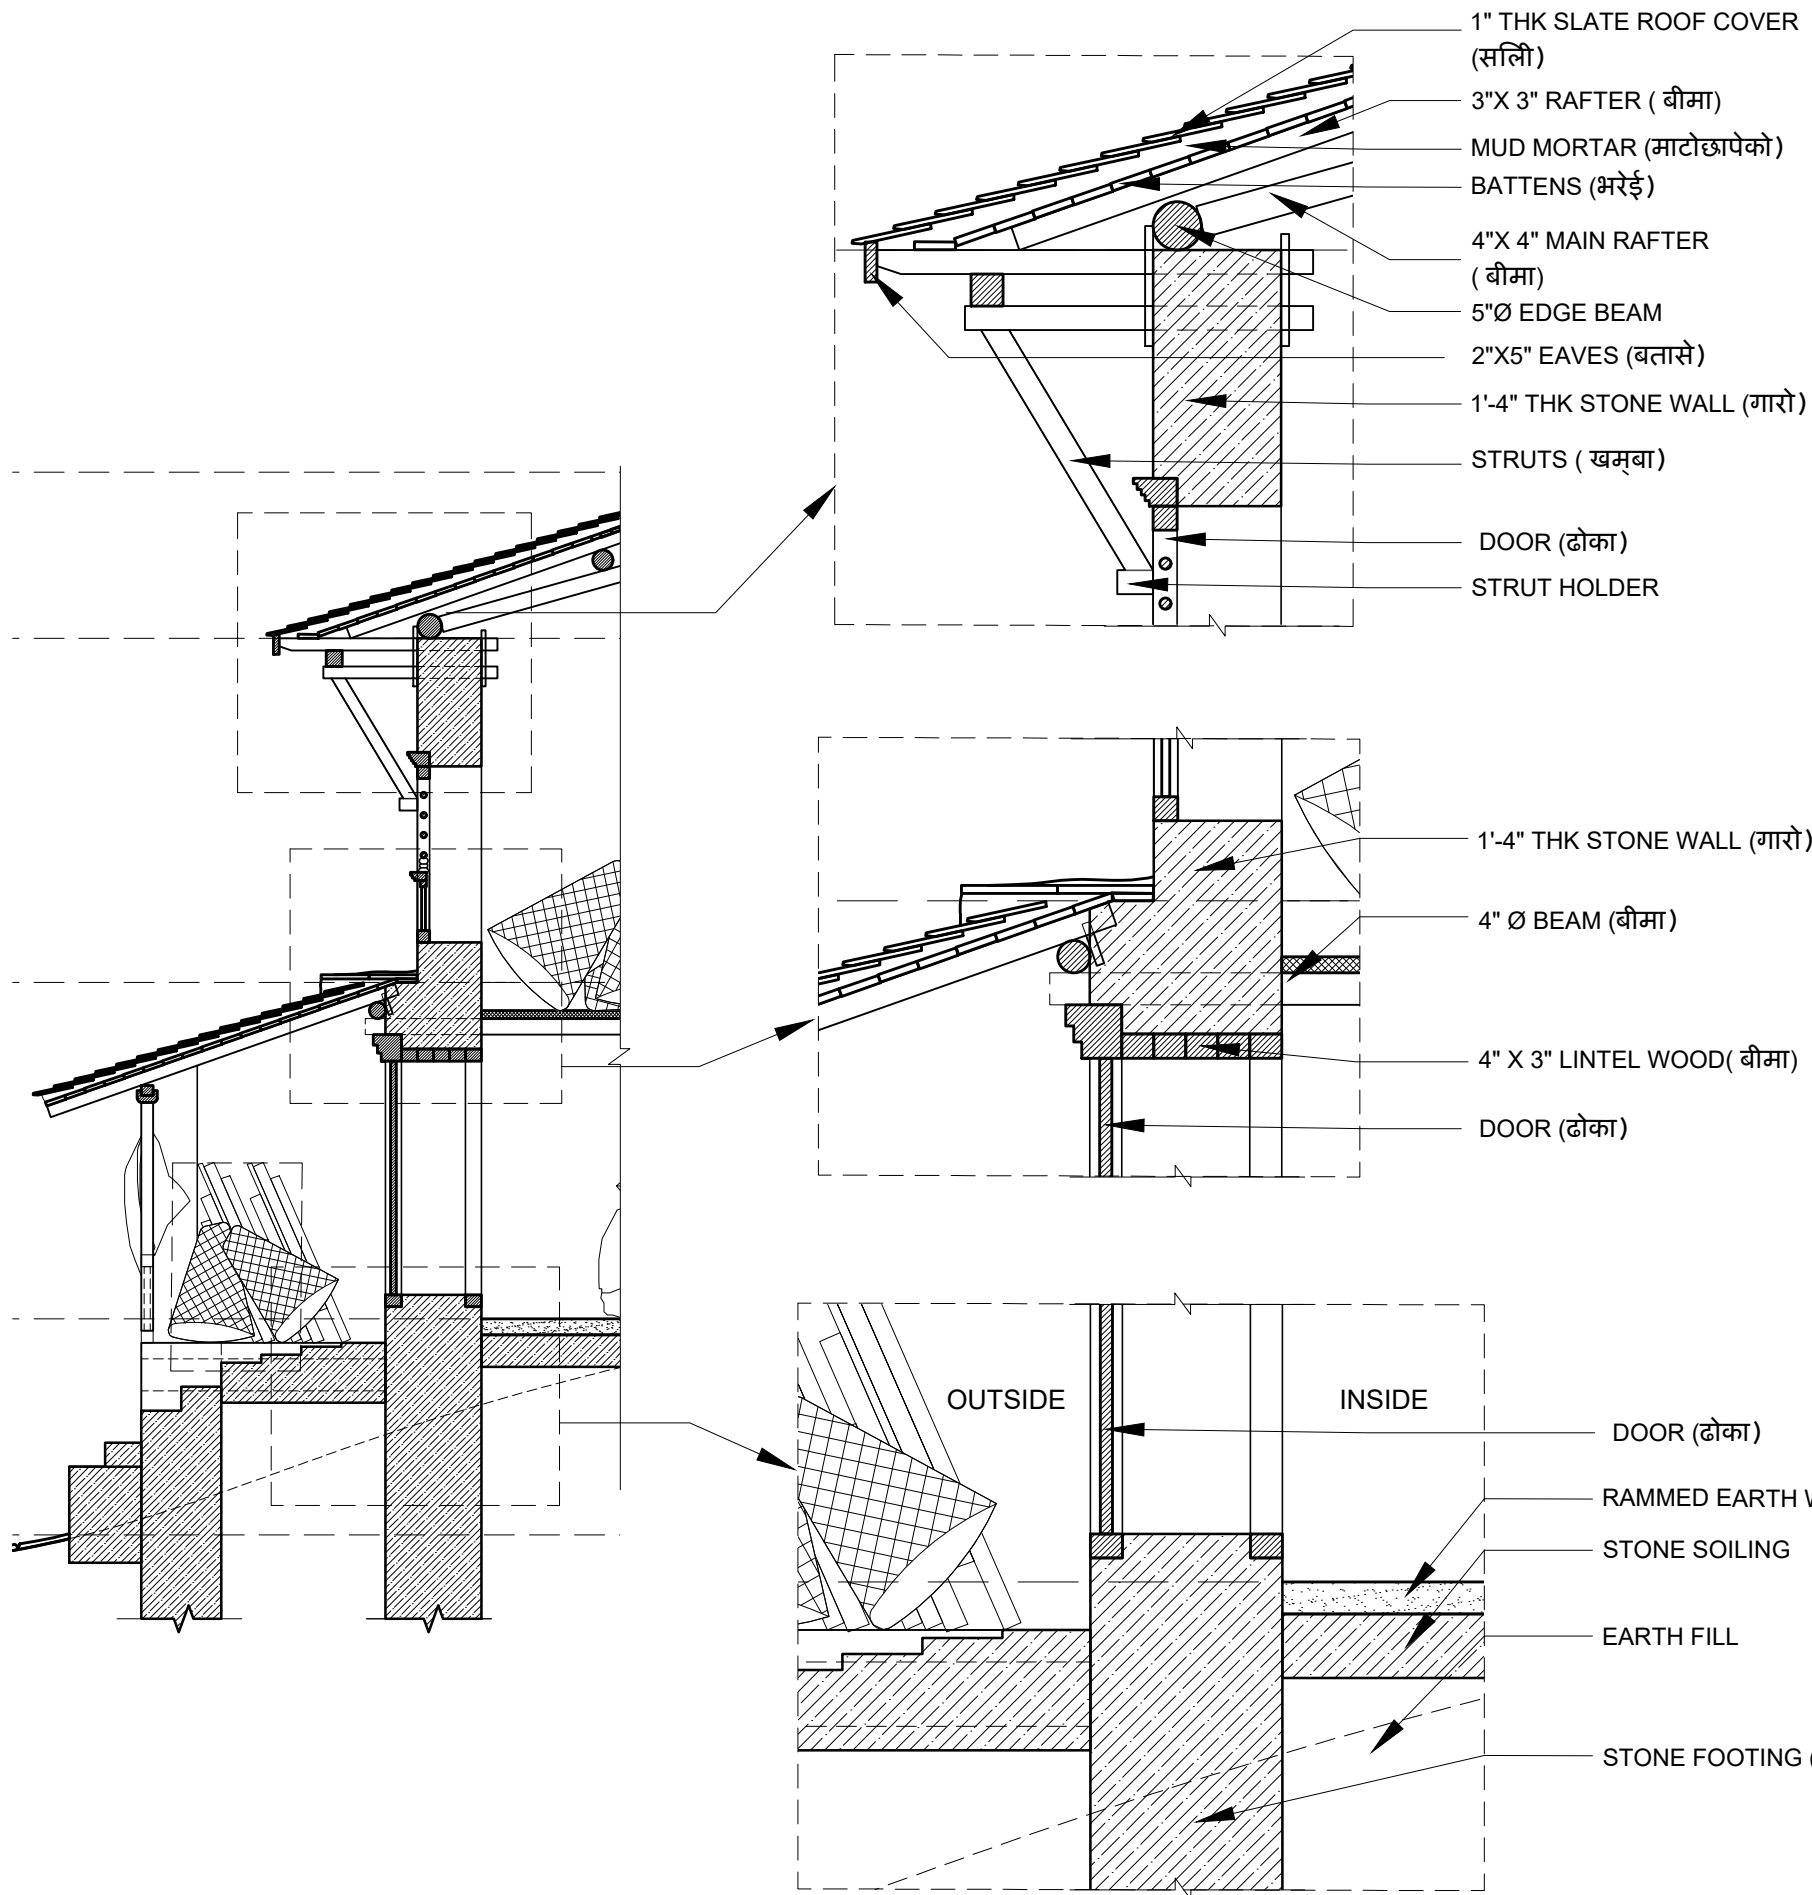 1" THK SLATE ROOF COVER
(सलिी)
3"X 3" RAFTER ( बीमा)
MUD MORTAR (माटोछापेको)
BATTENS (भरेई)
4"X 4" MAIN RAFTER
( बीमा)
5"Ø EDGE BEAM
2"X5" EAVES (बतासे)
1'-4" THK STONE WALL (गारो)
STRUTS ( खम्बा)
DOOR (ढोका)
STRUT HOLDER
1'-4" THK STONE WALL (गारो)
4" Ø BEAM (बीमा)
4" X 3" LINTEL WOOD( बीमा)
DOOR (ढोका)
OUTSIDE
INSIDE
DOOR (ढोका)
RAMMED EARTH
STONE SOILING
EARTH FILL
STONE FOOTING (